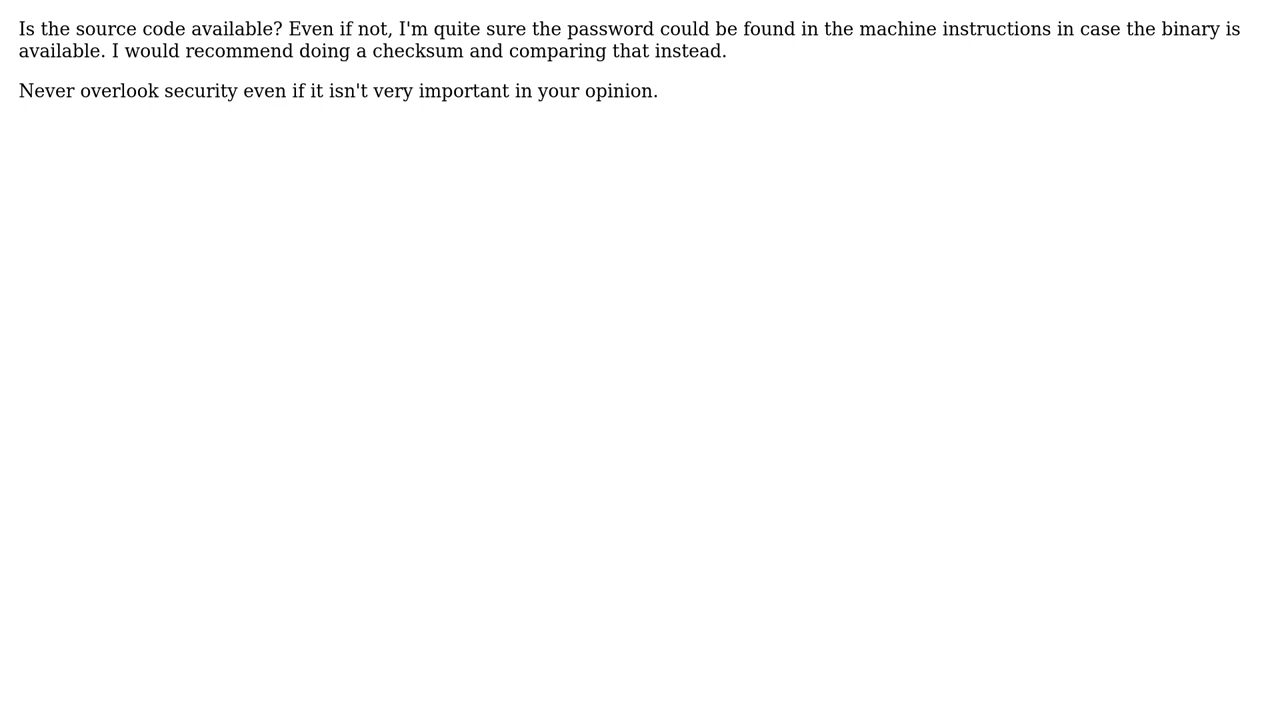 Is the source code available? Even if not, I'm quite sure the password could be found in the machine instructions in case the binary is
available. I would recommend doing a checksum and comparing that instead.
Never overlook security even if it isn't very important in your opinion.